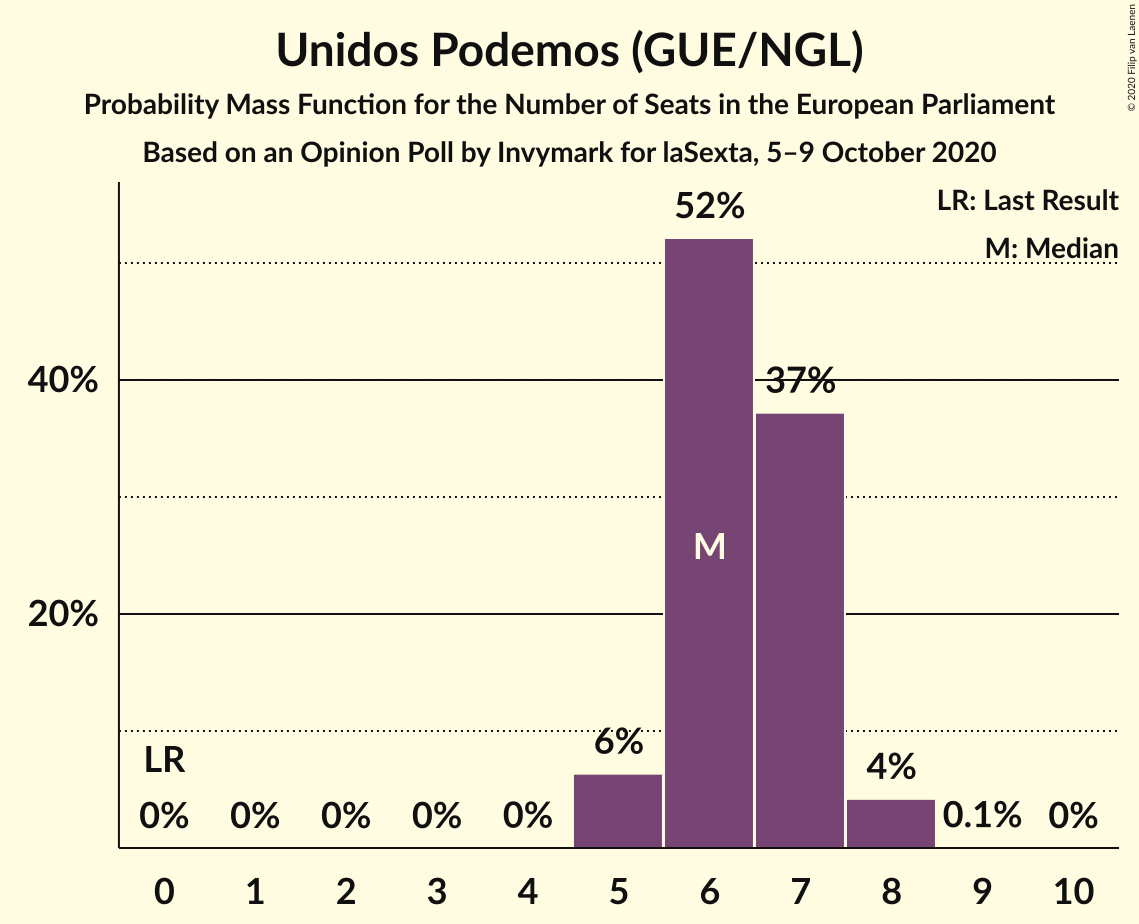 Unidos Podemos (GUE/NGL)
Probability Mass Function for the Number of Seats in the European Parliament
Based on an Opinion Poll by Invymark for laSexta, 5–9 October 2020
© 2020 Filip van Laenen
LR: Last Result
M: Median
52%
40%
37%
M
20%
6%
LR
4%
0% 0% 0% 0% 0% 0.1% 0%
0 1 2 3 4 5 6 7 8 9 10